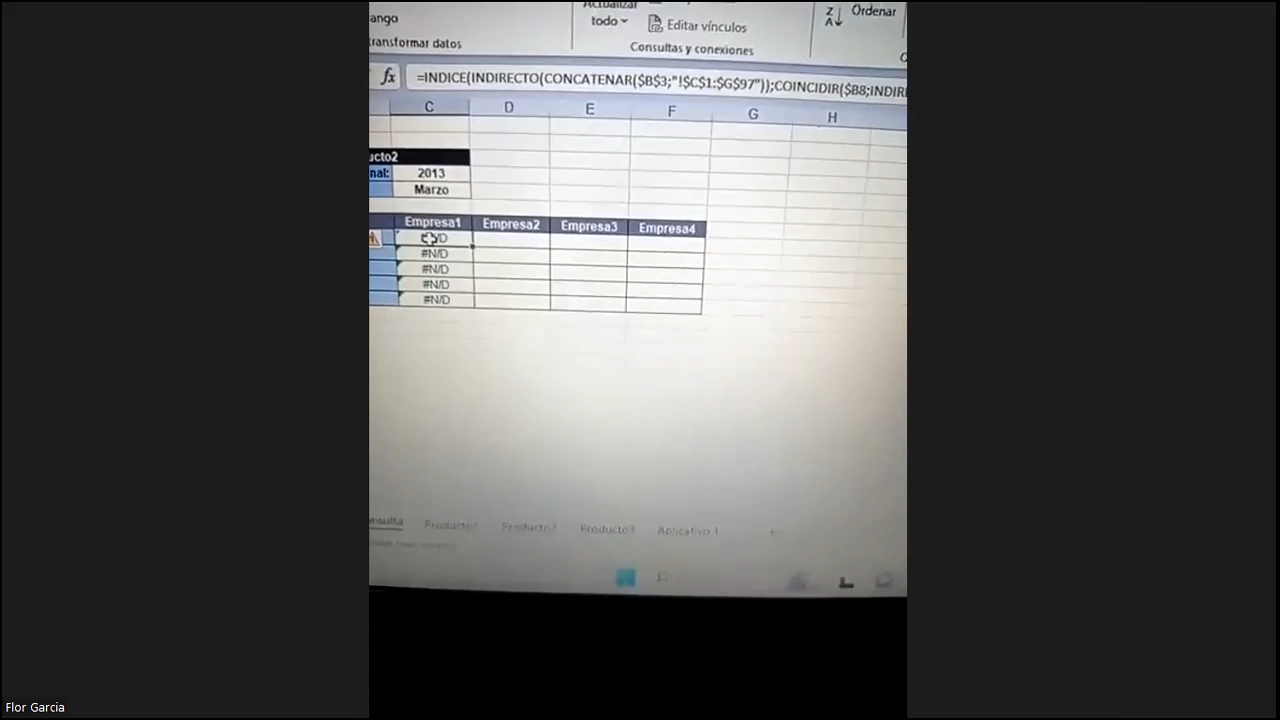 ango
Actualizar
todo
Editar vínculos
Ordenar
Z
A
transformar datos
Consultas y conexiones
fx
=INDICE(INDIRECTO(CONCATENAR($B$3;"!$C$1:$G$97"));COINCIDIR($B8;INDIRE
C D E F G H
ucto2
nal: 2013
Marzo
Empresa1 Empresa2 Empresa3 Empresa4
/D
#N/D
#N/D
#N/D
#N/D
onsulta Producto1 Producto2 Producto3 Aplicativo 1 +
Flor Garcia